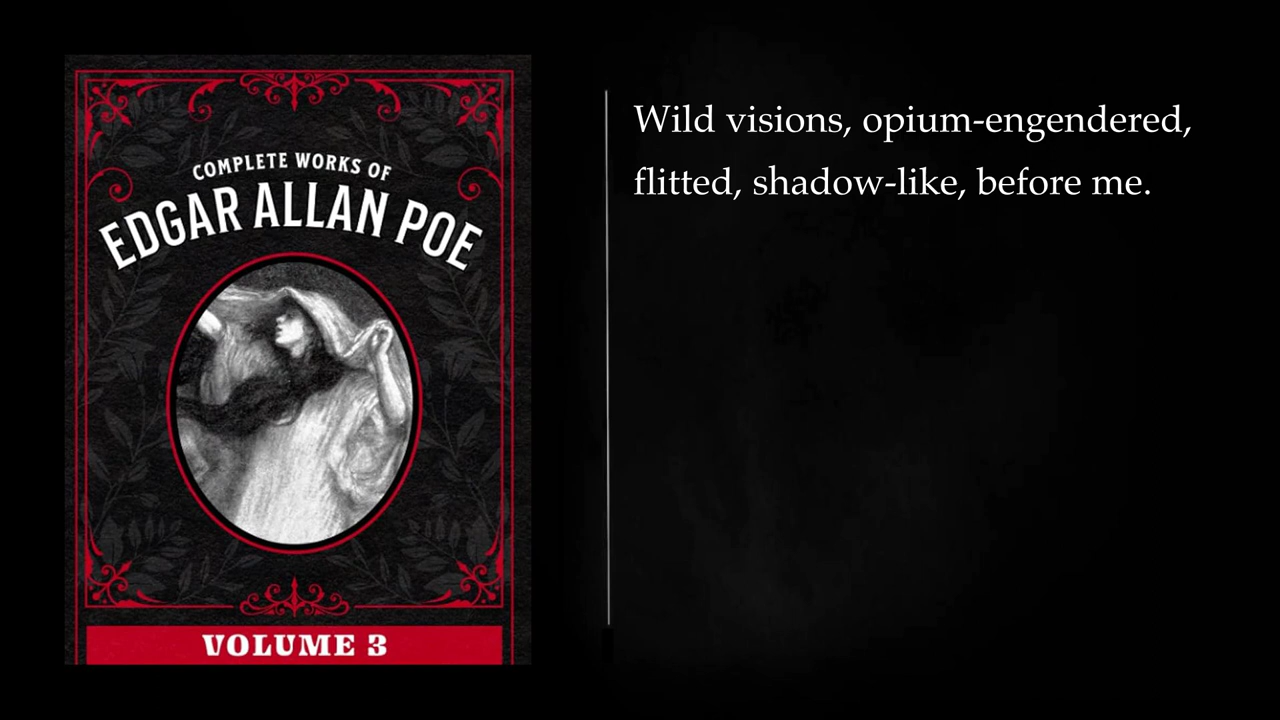 COMPLETE WORKS OF
EDGAR ALLAN POE
VOLUME 3
Wild visions, opium-engendered,
flitted, shadow-like, before me.